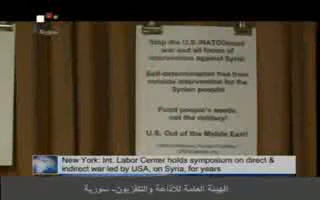 Stop the U.S./NATO
war and all forms of
intervention against Syria!
Self-determination free from
outside intervention for the
Syrian people!
Fund people's needs,
not the military!
U.S. Out of the Middle East!
New York: Int. Labor Center holds symposium on direct &
indirect war led by USA, on Syria, for years
الهيئة العامة للإذاعة والتلفزيون- سورية